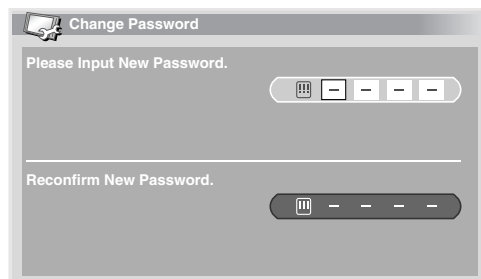 Change Password
Please Input New Password.
– – – –
Reconfirm New Password.
– – – –